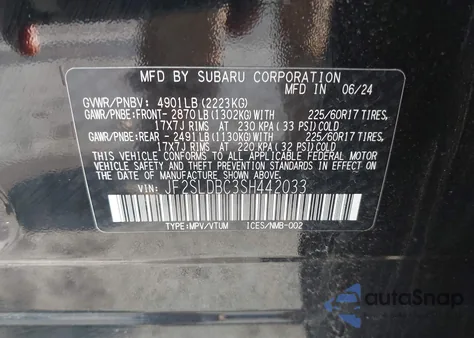 MFD BY SUBARU CORPORATION
MFD IN 06/24
GVWR/PNBV: 4901LB(2223KG)
GAWR/PNBE:FRONT-2870LB(1302KG)WITH 225/60R17 TIRES,
17X7J RIMS AT 230 KPA(33 PSI)COLD
GAWR/PNBE:REAR -2491LB(1130KG)WITH 225/60R17 TIRES,
17X7J RIMS AT 220 KPA(32 PSI)COLD
THIS VEHICLE CONFORMS TO ALL APPLICABLE
FEDERAL MOTOR VEHICLE SAFETY, BUMPER,
AND THEFT PREVENTION STANDARDS IN EFFECT
ON THE DATE OF MANUFACTURE SHOWN ABOVE.
VIN: JF2SLDBC3SH442033
TYPE:MPV/VTUM ICES/NMB-002
autoSnap